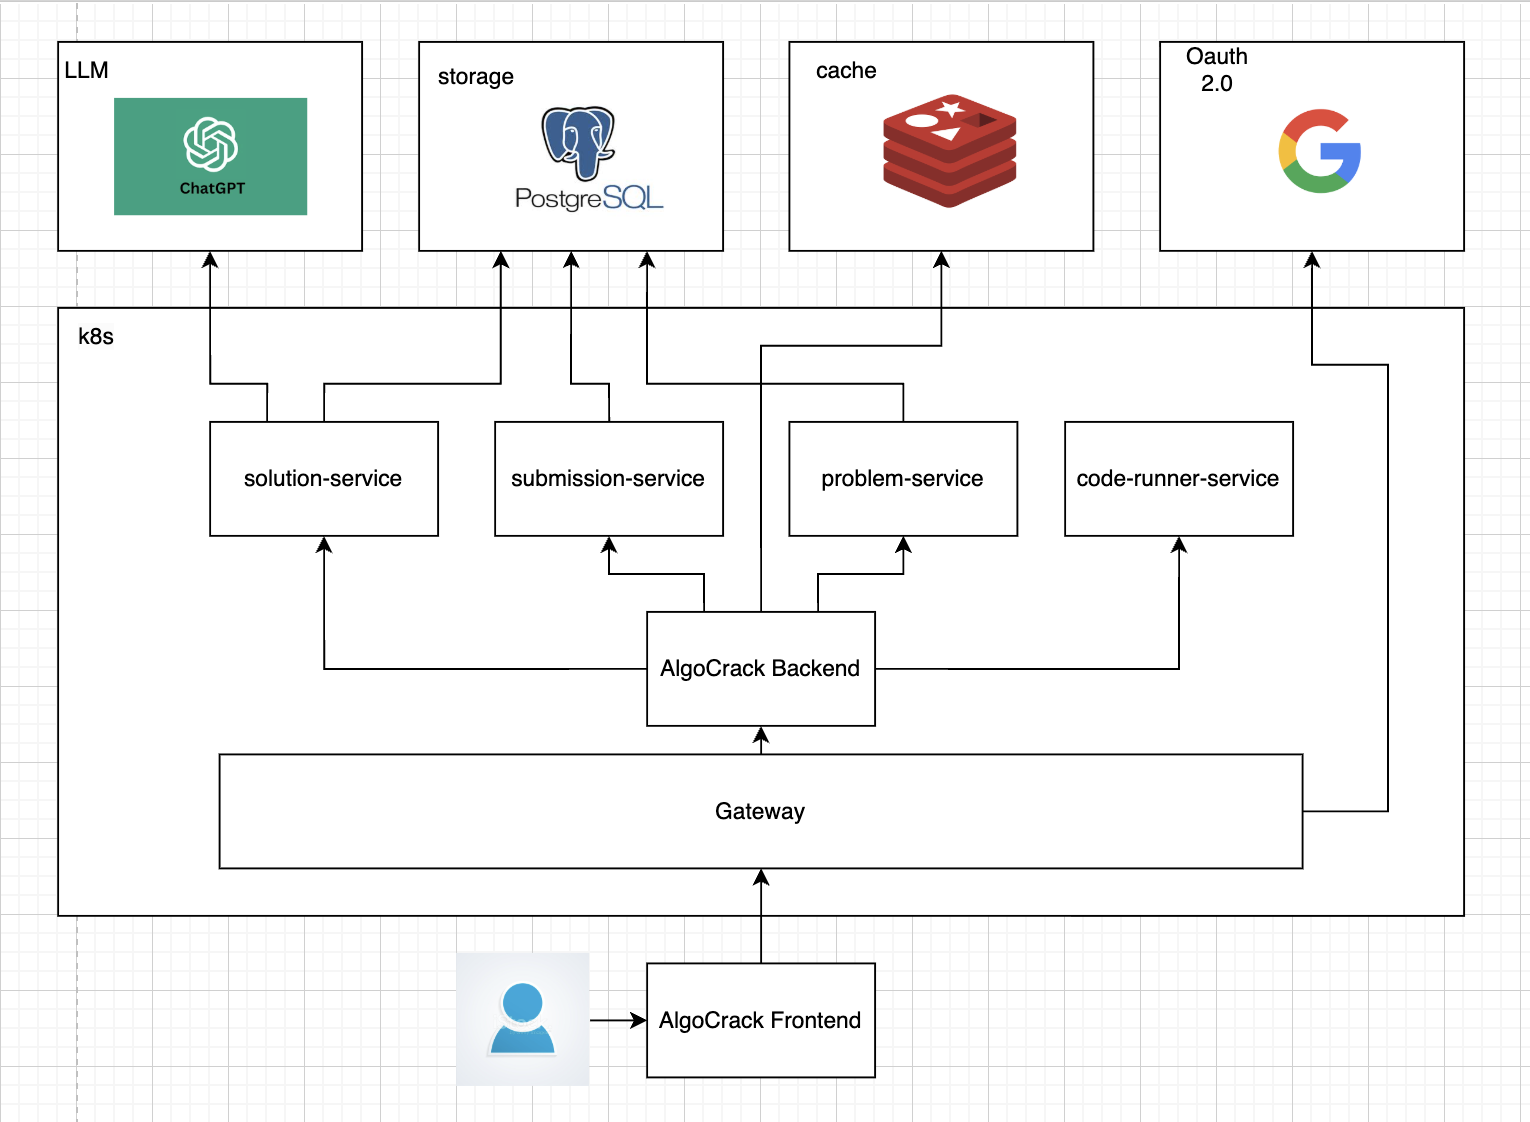 LLM
ChatGPT
storage
PostgreSQL
cache
Oauth
2.0
k8s
solution-service
submission-service
problem-service
code-runner-service
AlgoCrack Backend
Gateway
AlgoCrack Frontend